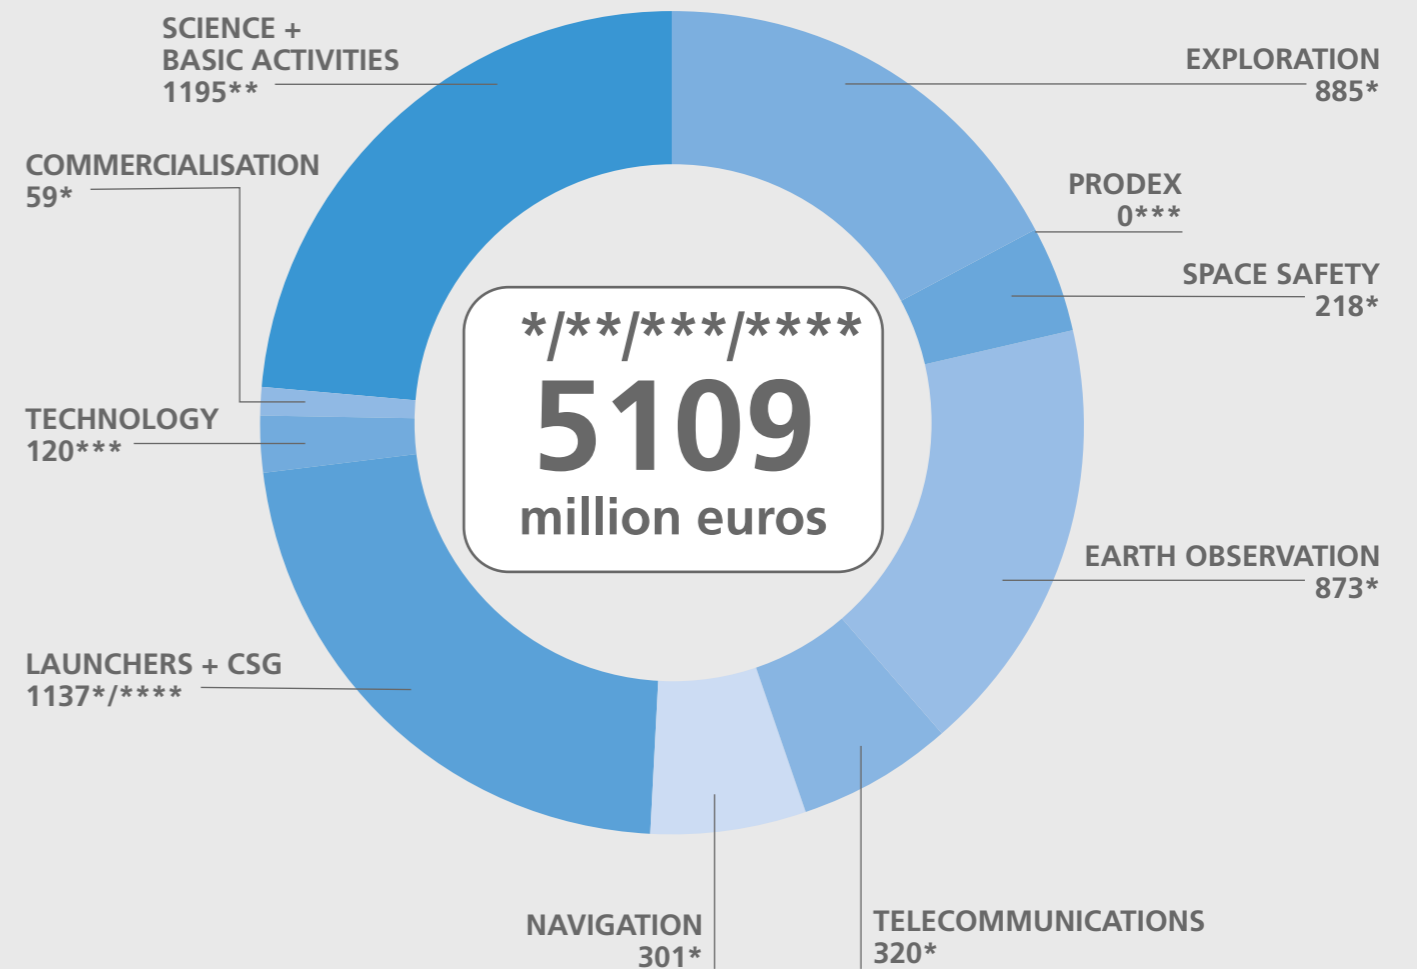 SCIENCE +
BASIC ACTIVITIES
1195**
EXPLORATION
885*
COMMERCIALISATION
59*
PRODEX
0***
SPACE SAFETY
218*
*/**/***/****
5109
million euros
TECHNOLOGY
120***
EARTH OBSERVATION
873*
LAUNCHERS + CSG
1137*/****
NAVIGATION
301*
TELECOMMUNICATIONS
320*